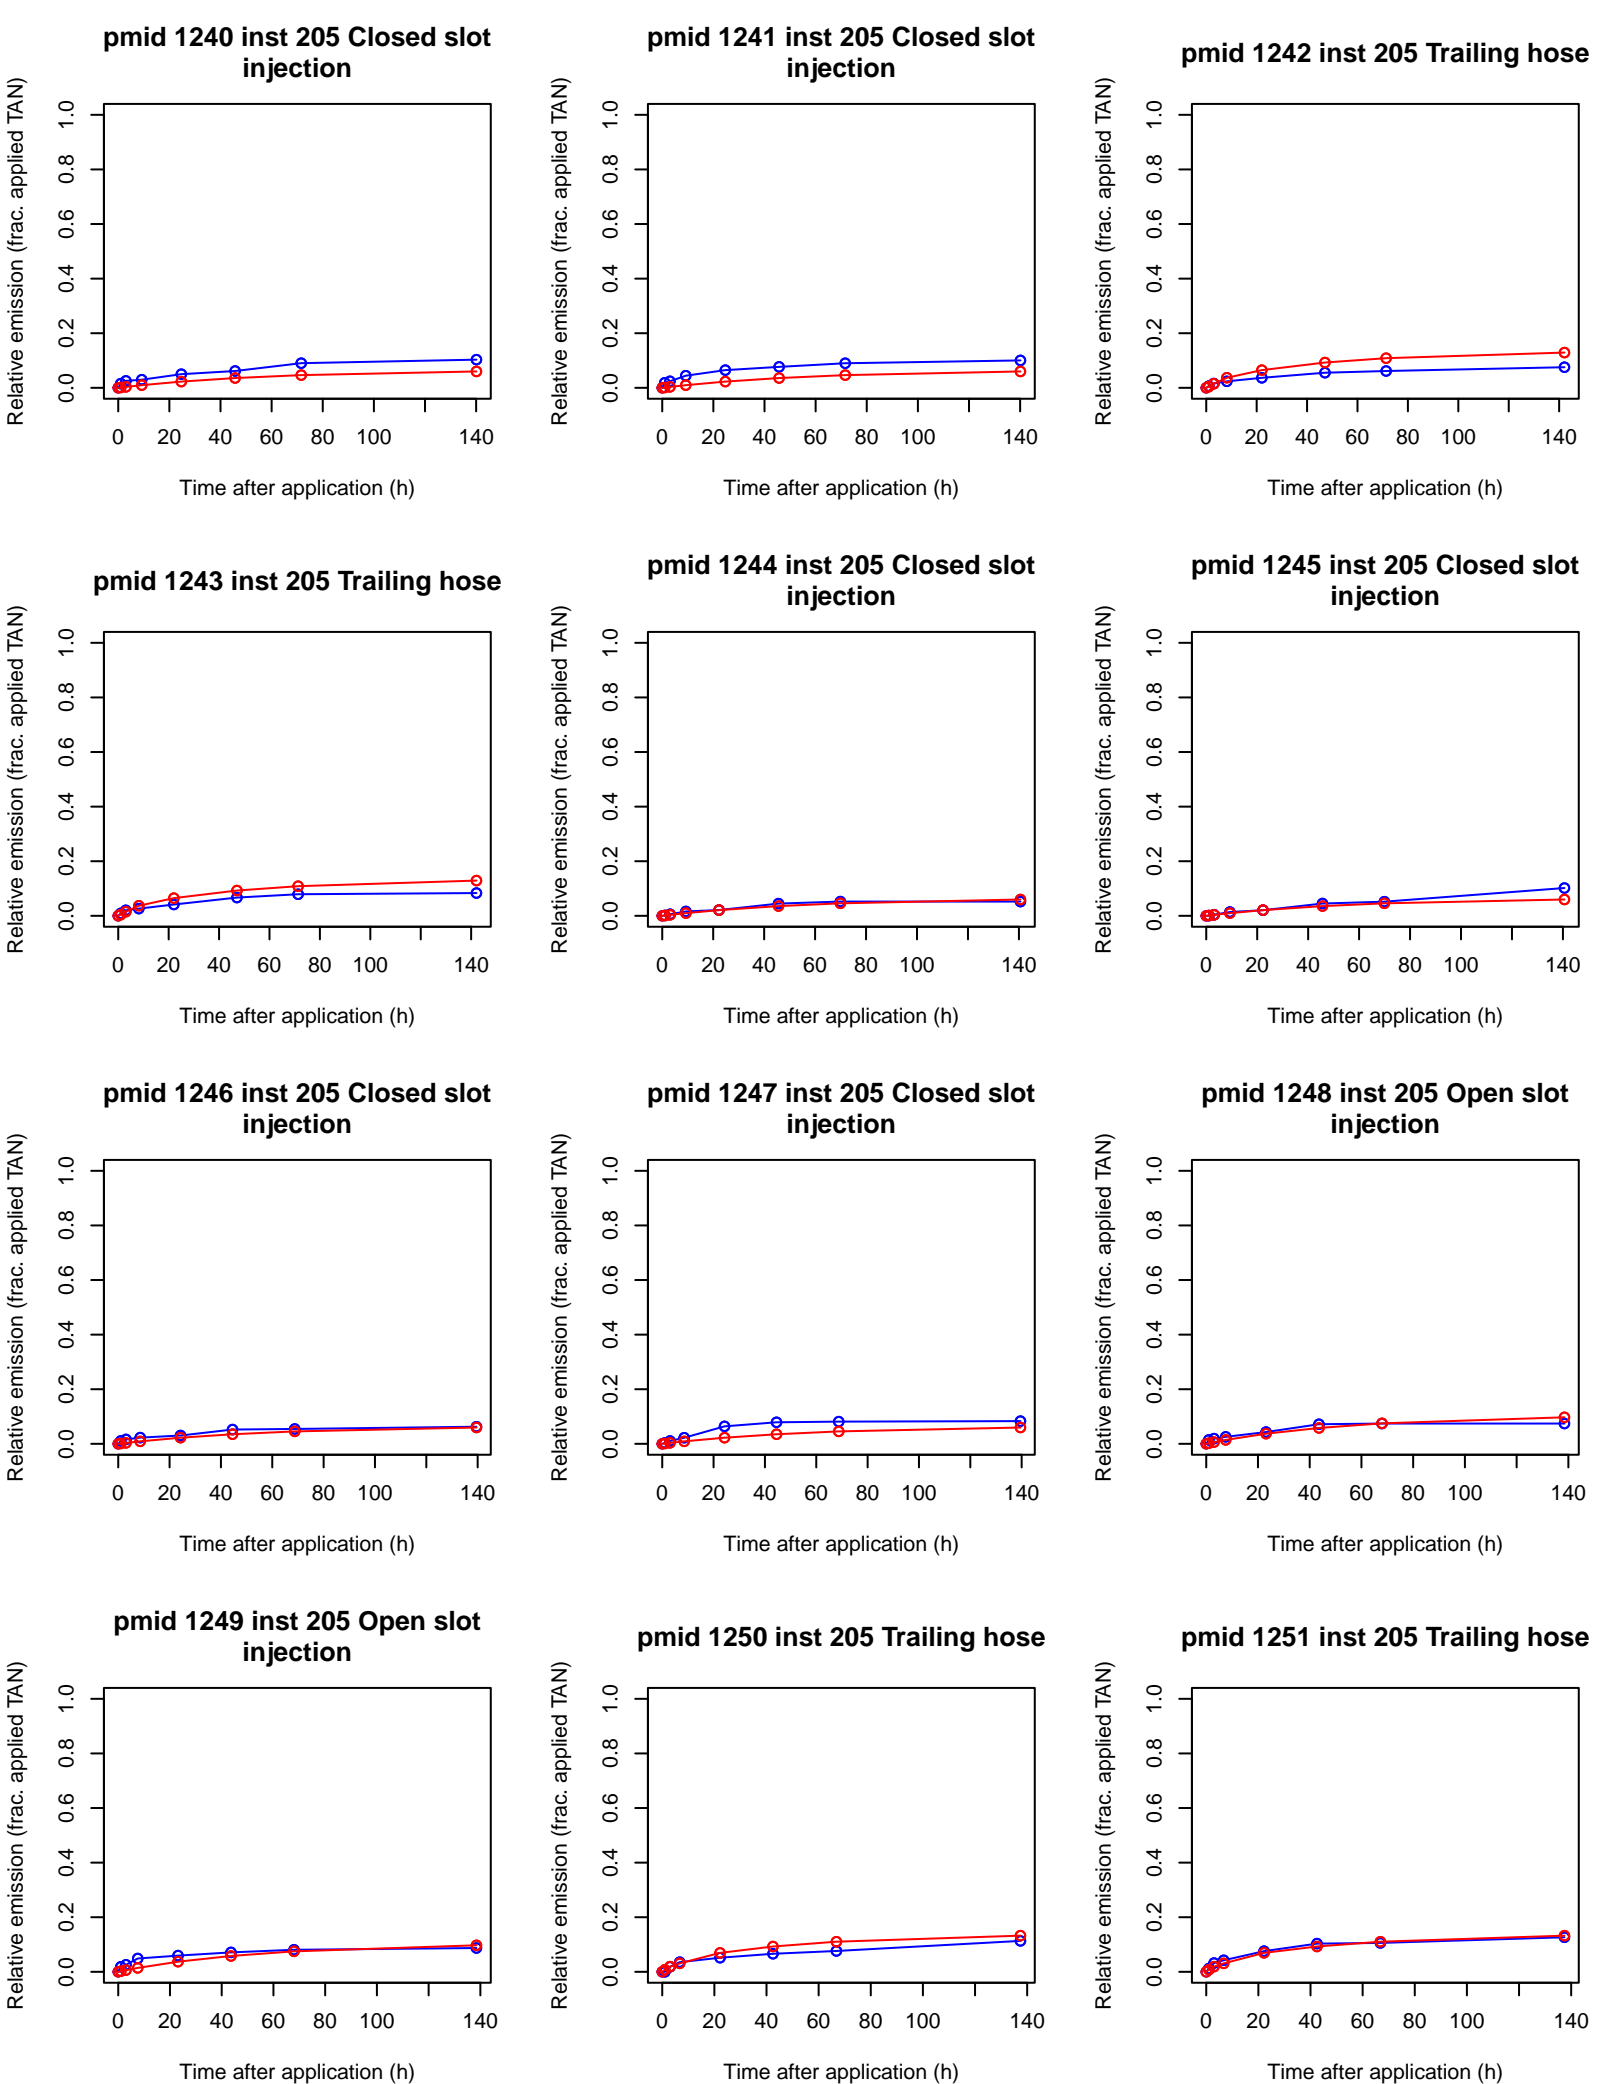 pmid 1240 inst 205 Closed slot
injection
Relative emission (frac. applied TAN)
0.0 0.2 0.4 0.6 0.8 1.0
0 20 40 60 80 100 140
Time after application (h)
pmid 1241 inst 205 Closed slot
injection
Relative emission (frac. applied TAN)
0.0 0.2 0.4 0.6 0.8 1.0
0 20 40 60 80 100 140
Time after application (h)
pmid 1242 inst 205 Trailing hose
Relative emission (frac. applied TAN)
0.0 0.2 0.4 0.6 0.8 1.0
0 20 40 60 80 100 140
Time after application (h)
pmid 1243 inst 205 Trailing hose
Relative emission (frac. applied TAN)
0.0 0.2 0.4 0.6 0.8 1.0
0 20 40 60 80 100 140
Time after application (h)
pmid 1244 inst 205 Closed slot
injection
Relative emission (frac. applied TAN)
0.0 0.2 0.4 0.6 0.8 1.0
0 20 40 60 80 100 140
Time after application (h)
pmid 1245 inst 205 Closed slot
injection
Relative emission (frac. applied TAN)
0.0 0.2 0.4 0.6 0.8 1.0
0 20 40 60 80 100 140
Time after application (h)
pmid 1246 inst 205 Closed slot
injection
Relative emission (frac. applied TAN)
0.0 0.2 0.4 0.6 0.8 1.0
0 20 40 60 80 100 140
Time after application (h)
pmid 1247 inst 205 Closed slot
injection
Relative emission (frac. applied TAN)
0.0 0.2 0.4 0.6 0.8 1.0
0 20 40 60 80 100 140
Time after application (h)
pmid 1248 inst 205 Open slot
injection
Relative emission (frac. applied TAN)
0.0 0.2 0.4 0.6 0.8 1.0
0 20 40 60 80 100 140
Time after application (h)
pmid 1249 inst 205 Open slot
injection
Relative emission (frac. applied TAN)
0.0 0.2 0.4 0.6 0.8 1.0
0 20 40 60 80 100 140
Time after application (h)
pmid 1250 inst 205 Trailing hose
Relative emission (frac. applied TAN)
0.0 0.2 0.4 0.6 0.8 1.0
0 20 40 60 80 100 140
Time after application (h)
pmid 1251 inst 205 Trailing hose
Relative emission (frac. applied TAN)
0.0 0.2 0.4 0.6 0.8 1.0
0 20 40 60 80 100 140
Time after application (h)